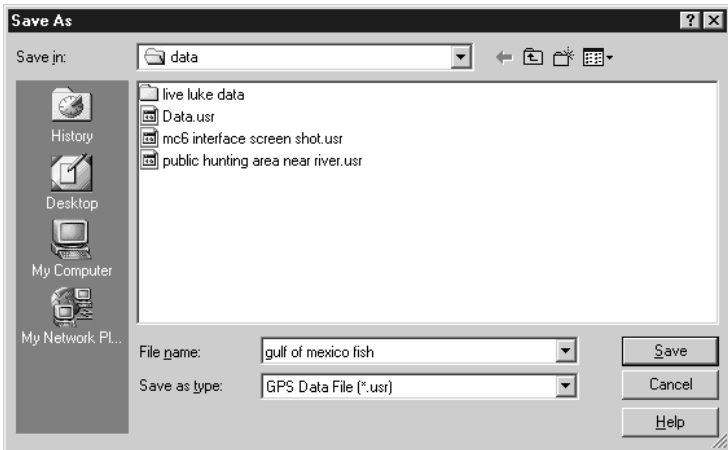 Save As
Save in:
data
History
Desktop
My Computer
My Network Pl...
live luke data
Data.usr
mc6 interface screen shot.usr
public hunting area near river.usr
File name:
gulf of mexico fish
Save
Save as type:
GPS Data File (*.usr)
Cancel
Help